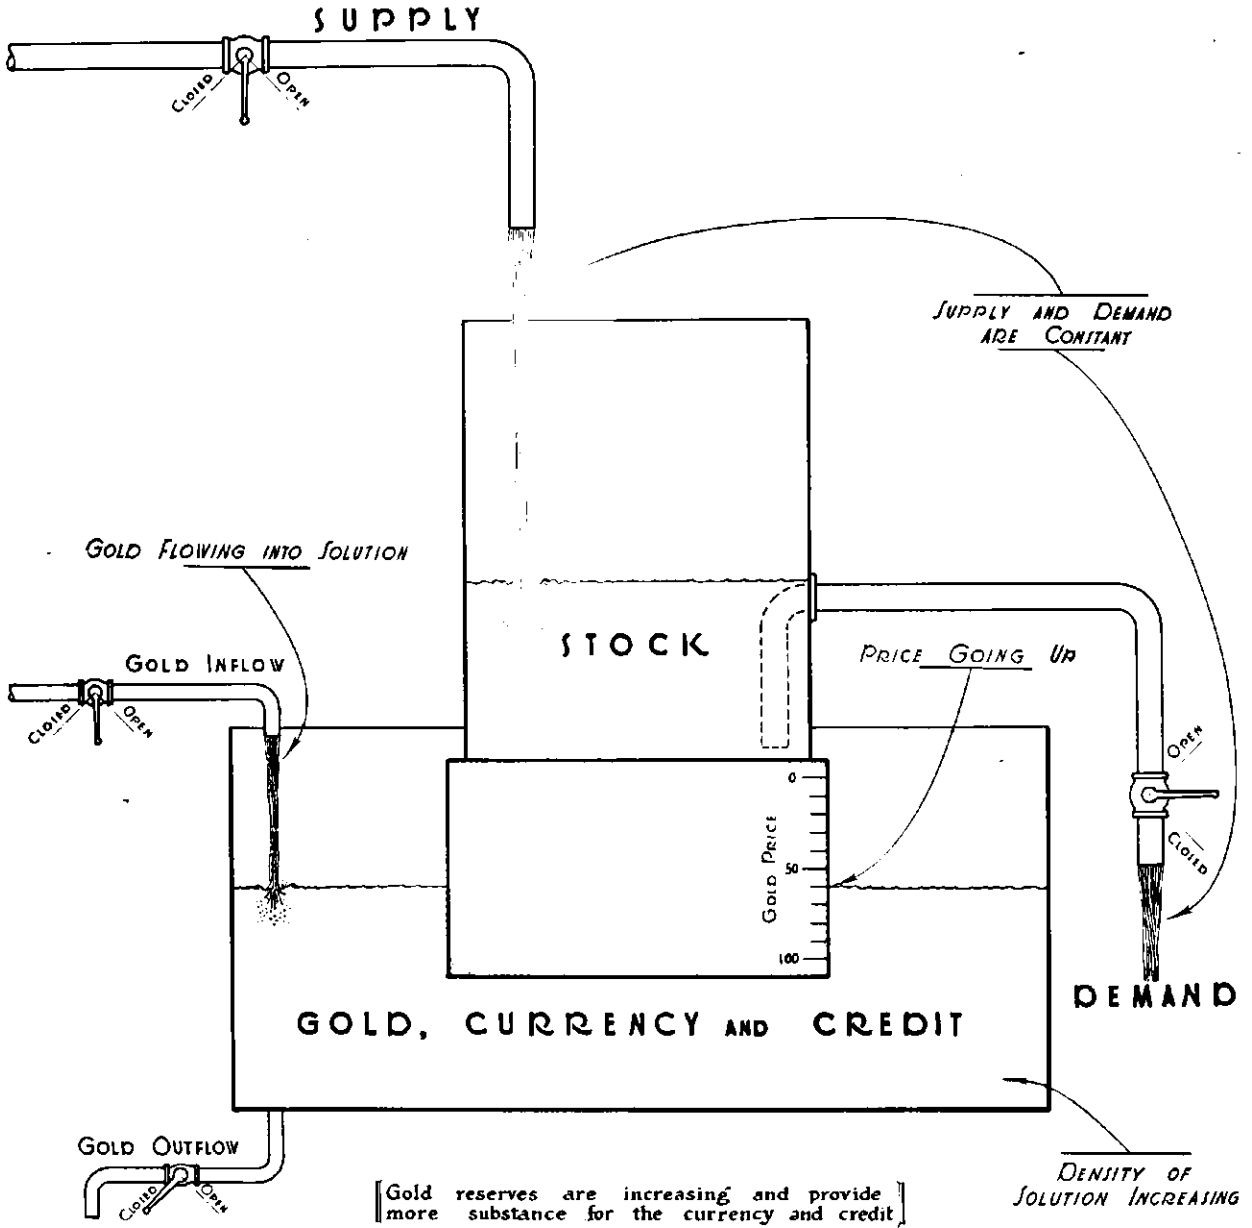 SUPPLY
CLOSED
OPEN
SUPPLY AND DEMAND
ARE CONSTANT
GOLD FLOWING INTO SOLUTION
STOCK
PRICE GOING UP
GOLD INFLOW
CLOSED
OPEN
OPEN
CLOSED
0
50
100
GOLD PRICE
DEMAND
GOLD, CURRENCY AND CREDIT
GOLD OUTFLOW
CLOSED
OPEN
DENSITY OF
SOLUTION INCREASING
[Gold reserves are increasing and provide
more substance for the currency and credit]